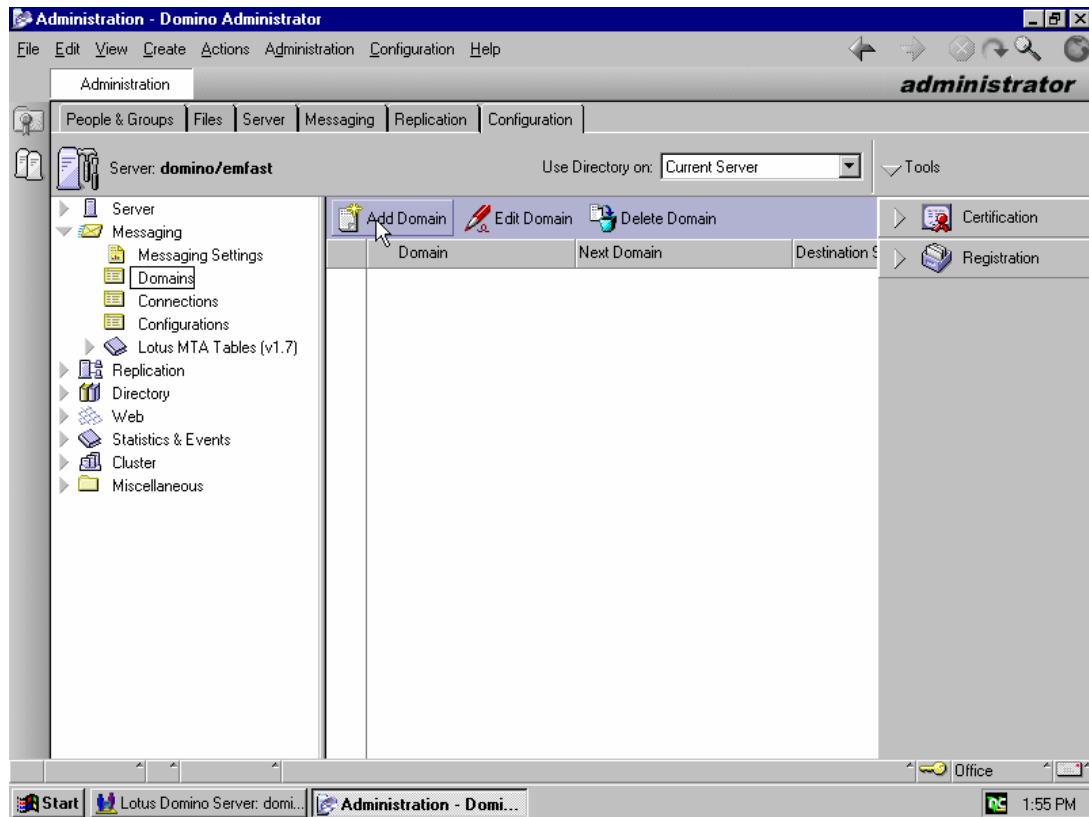 Administration - Domino Administrator
File Edit View Create Actions Administration Configuration Help
Administration
administrator
People & Groups Files Server Messaging Replication Configuration
Server: domino/emfast
Use Directory on: Current Server
Tools
Server
Messaging
Messaging Settings
Domains
Connections
Configurations
Lotus MTA Tables (v1.7)
Replication
Directory
Web
Statistics & Events
Cluster
Miscellaneous
Add Domain Edit Domain Delete Domain
Domain Next Domain Destination S
Certification
Registration
Office
Start Lotus Domino Server: domi... Administration - Domi... 1:55 PM